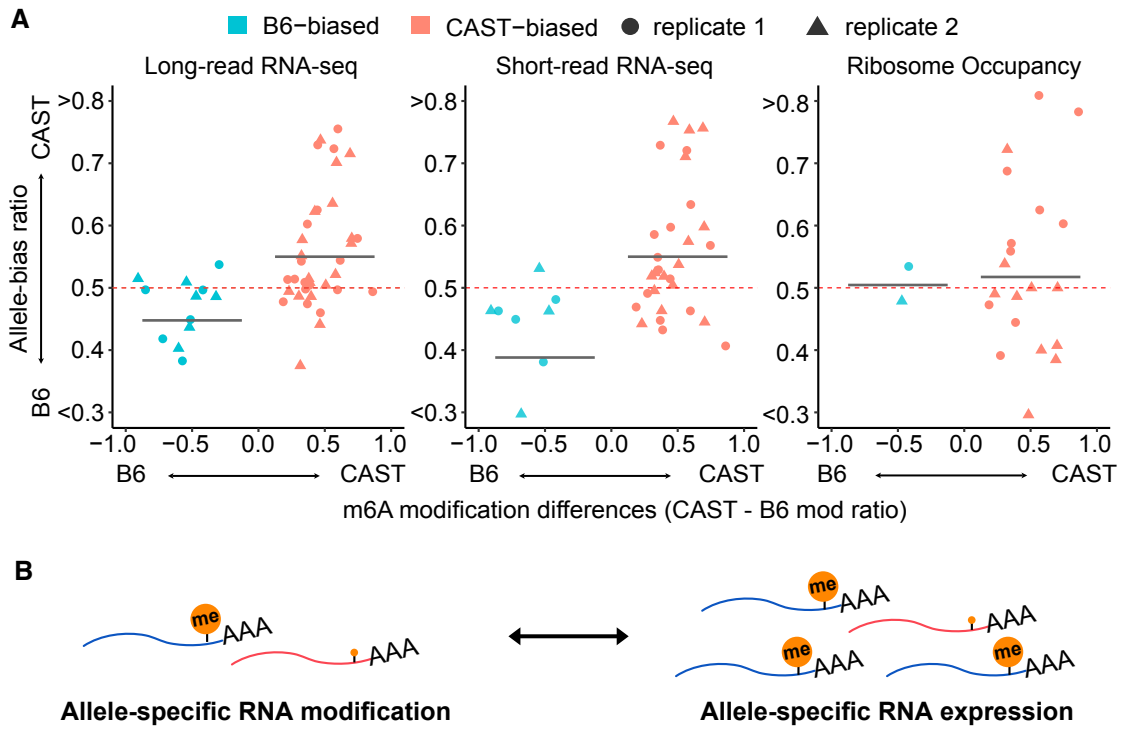 A
B6−biased CAST−biased replicate 1 replicate 2
Long-read RNA-seq Short-read RNA-seq Ribosome Occupancy
Allele-bias ratio
B6 CAST
>0.8
0.7
0.6
0.5
0.4
<0.3
−1.0 −0.5 0.0 0.5 1.0
B6 CAST
>0.8
0.7
0.6
0.5
0.4
<0.3
−1.0 −0.5 0.0 0.5 1.0
B6 CAST
>0.8
0.7
0.6
0.5
0.4
<0.3
−1.0 −0.5 0.0 0.5 1.0
B6 CAST
m6A modification differences (CAST - B6 mod ratio)
B
me AAA
AAA
me AAA
AAA
me AAA
me AAA
Allele-specific RNA modification
Allele-specific RNA expression